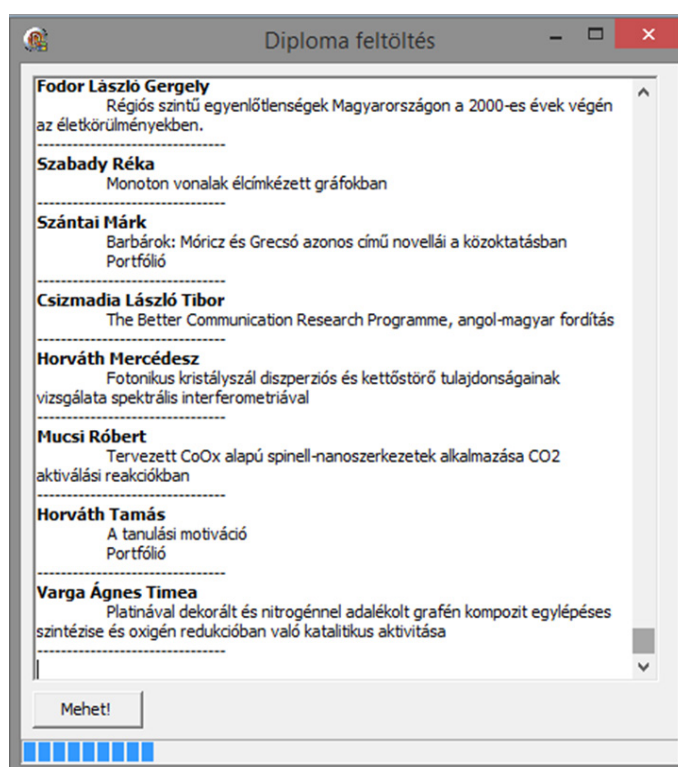 Diploma feltöltés
Fodor László Gergely
Régiós szintű egyenlőtlenségek Magyarországon a 2000-es évek végén
az életkörülményekben.
--------------------------------
Szabady Réka
Monoton vonalak élcímkézett gráfokban
--------------------------------
Szántai Márk
Barbárok: Móricz és Grecsó azonos című novellái a közoktatásban
Portfólió
--------------------------------
Csizmadia László Tibor
The Better Communication Research Programme, angol-magyar fordítás
--------------------------------
Horváth Mercédesz
Fotonikus kristályszál diszperziós és kettőstörő tulajdonságainak
vizsgálata spektrális interferometriával
--------------------------------
Mucsi Róbert
Tervezett CoOx alapú spinell-nanoszerkezetek alkalmazása CO2
aktiválási reakciókban
--------------------------------
Horváth Tamás
A tanulási motiváció
Portfólió
--------------------------------
Varga Ágnes Timea
Platinával dekorált és nitrogénnel adalékolt grafén kompozit egylépéses
szintézise és oxigén redukcióban való katalitikus aktivitása
--------------------------------
Mehet!